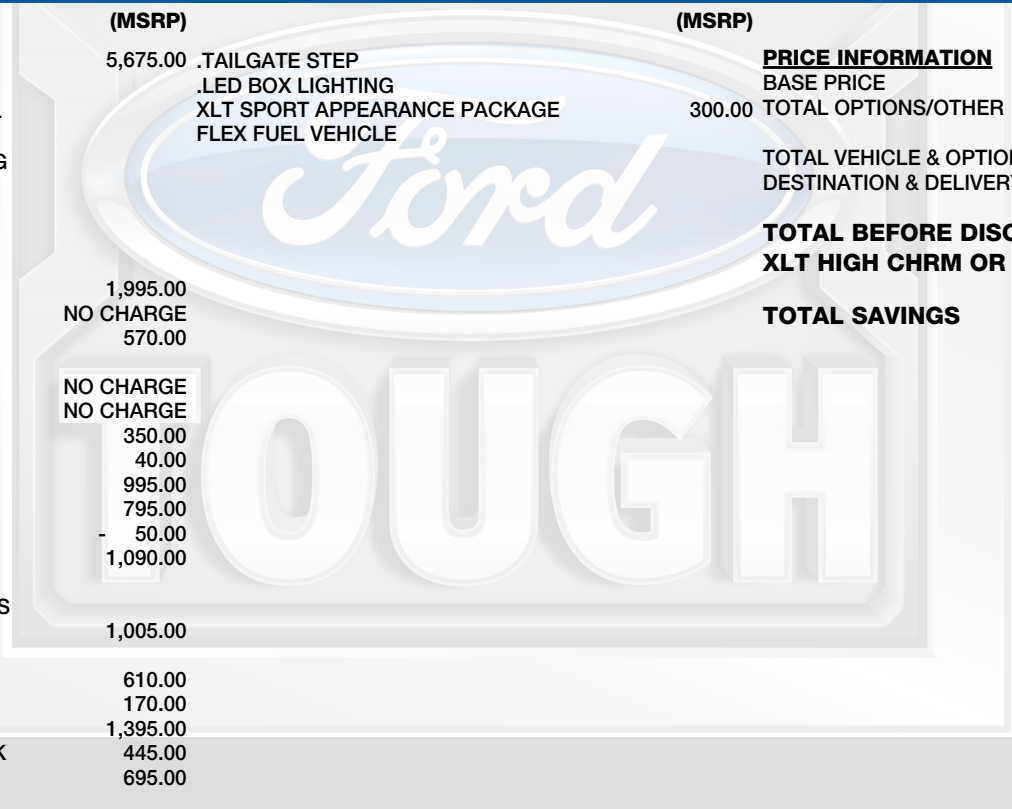 (MSRP)
5,675.00
1,995.00
NO CHARGE
570.00
NO CHARGE
NO CHARGE
350.00
40.00
995.00
795.00
- 50.00
1,090.00
S
1,005.00
610.00
170.00
1,395.00
K 445.00
695.00
G
(MSRP)
.TAILGATE STEP
.LED BOX LIGHTING
XLT SPORT APPEARANCE PACKAGE 300.00
FLEX FUEL VEHICLE
PRICE INFORMATION
BASE PRICE
TOTAL OPTIONS/OTHER
TOTAL VEHICLE & OPTION
DESTINATION & DELIVERY
TOTAL BEFORE DISC
XLT HIGH CHRM OR
TOTAL SAVINGS
Ford
TOUGH